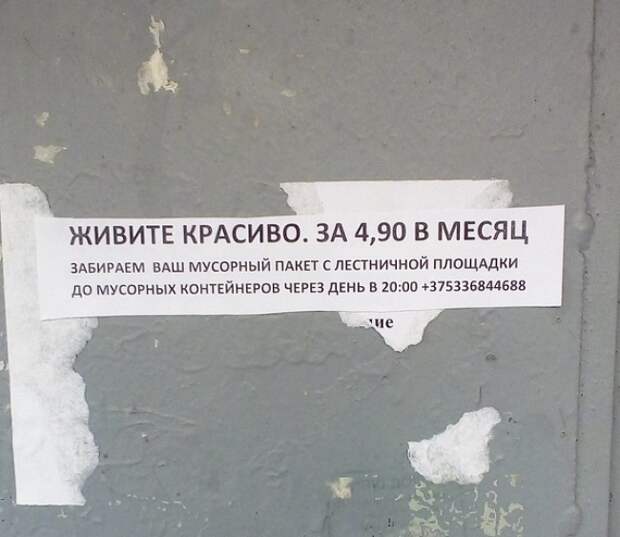 ЖИВИТЕ КРАСИВО. ЗА 4,90 В МЕСЯЦ
ЗАБИРАЕМ ВАШ МУСОРНЫЙ ПАКЕТ С ЛЕСТНИЧНОЙ ПЛОЩАДКИ
ДО МУСОРНЫХ КОНТЕЙНЕРОВ ЧЕРЕЗ ДЕНЬ В 20:00 +375336844688